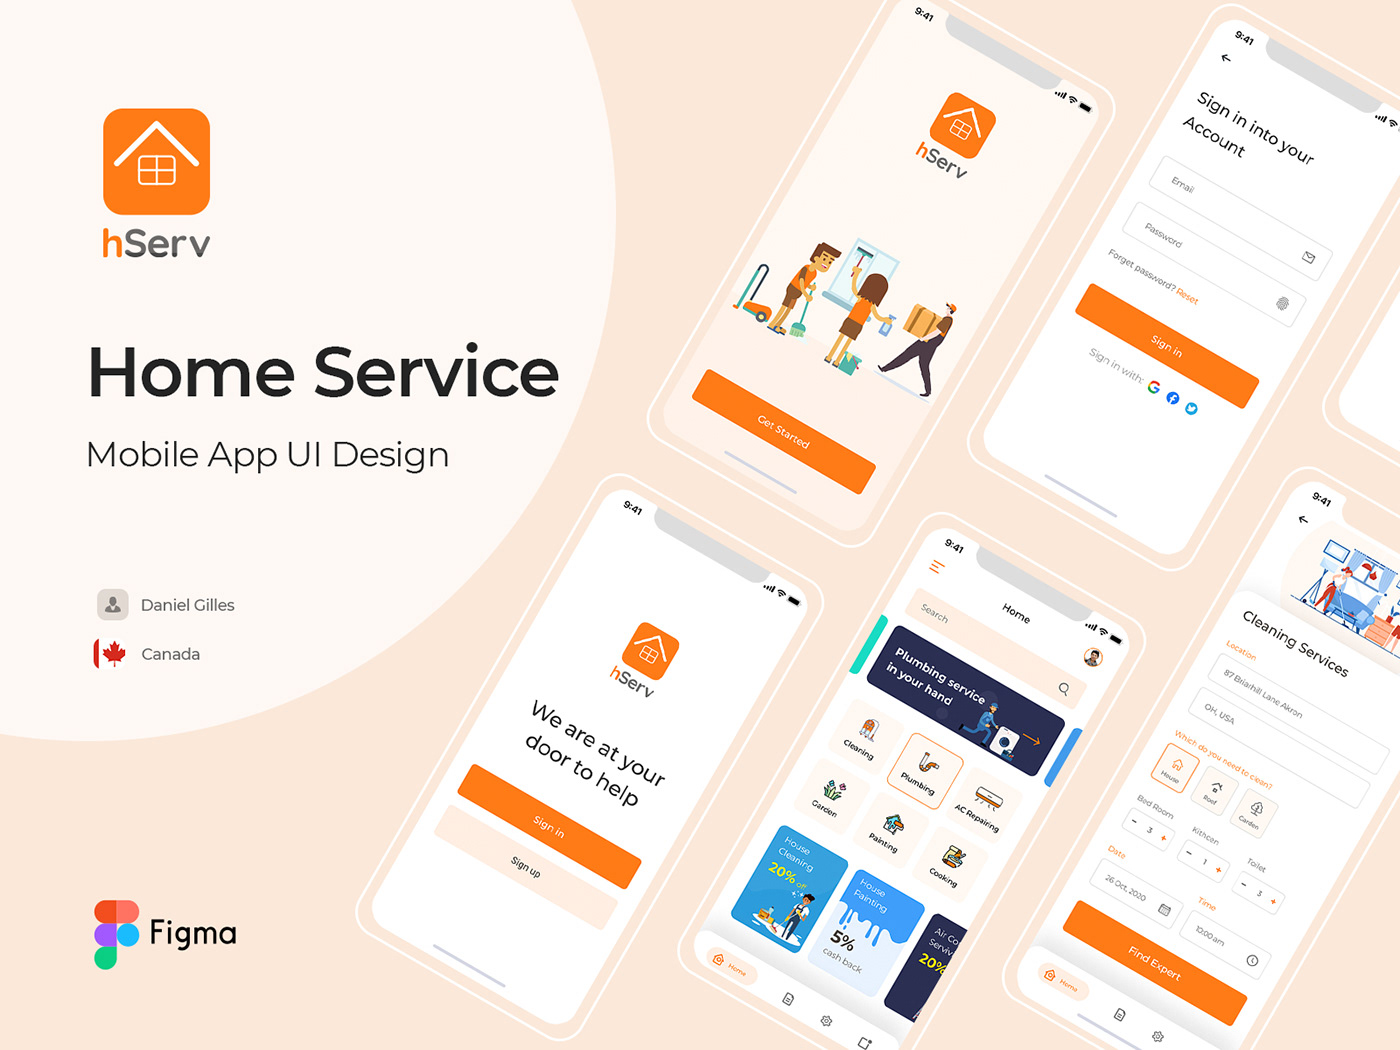 hServ
Home Service
Mobile App UI Design
Daniel Gilles
Canada
Figma
9:41
hServ
Get Started
9:41
Sign in into your
Account
Email
Password
Forget password? Reset
Sign in
Sign in with:
9:41
hServ
We are at your
door to help
Sign in
Sign up
9:41
Home
Search
Plumbing service
in your hand
Cleaning
Plumbing
AC Repairing
Garden
Painting
Cooking
House
Cleaning
20% off
House
Painting
5%
cash back
Air Co
Serviv
20%
Home
9:41
Cleaning Services
Location
87 Briarhill Lane Akron
OH, USA
Which do you need to clean?
House
Roof
Garden
Bed Room
Kithcan
Toilet
- 3 +
- 1 +
- 3 +
Date
Time
26 Oct, 2020
10:00 am
Find Expert
Home